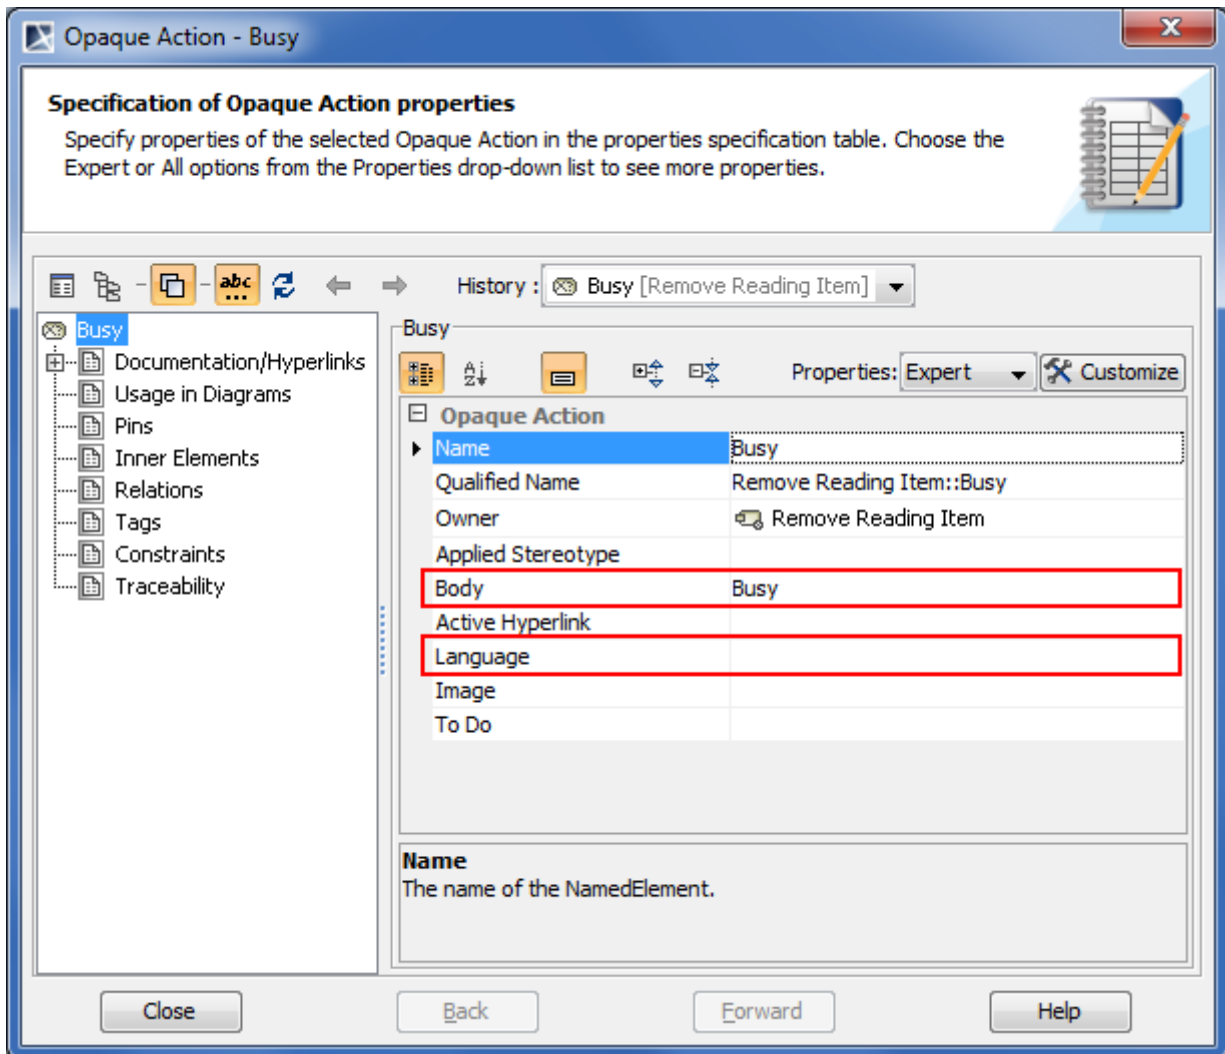 Opaque Action - Busy
Specification of Opaque Action properties
Specify properties of the selected Opaque Action in the properties specification table. Choose the
Expert or All options from the Properties drop-down list to see more properties.
abc
History : Busy [Remove Reading Item]
Busy
Documentation/Hyperlinks
Usage in Diagrams
Pins
Inner Elements
Relations
Tags
Constraints
Traceability
Busy
AZ Properties: Expert Customize
Opaque Action
Name Busy
Qualified Name Remove Reading Item::Busy
Owner Remove Reading Item
Applied Stereotype
Body Busy
Active Hyperlink
Language
Image
To Do
Name
The name of the NamedElement.
Close Back Forward Help